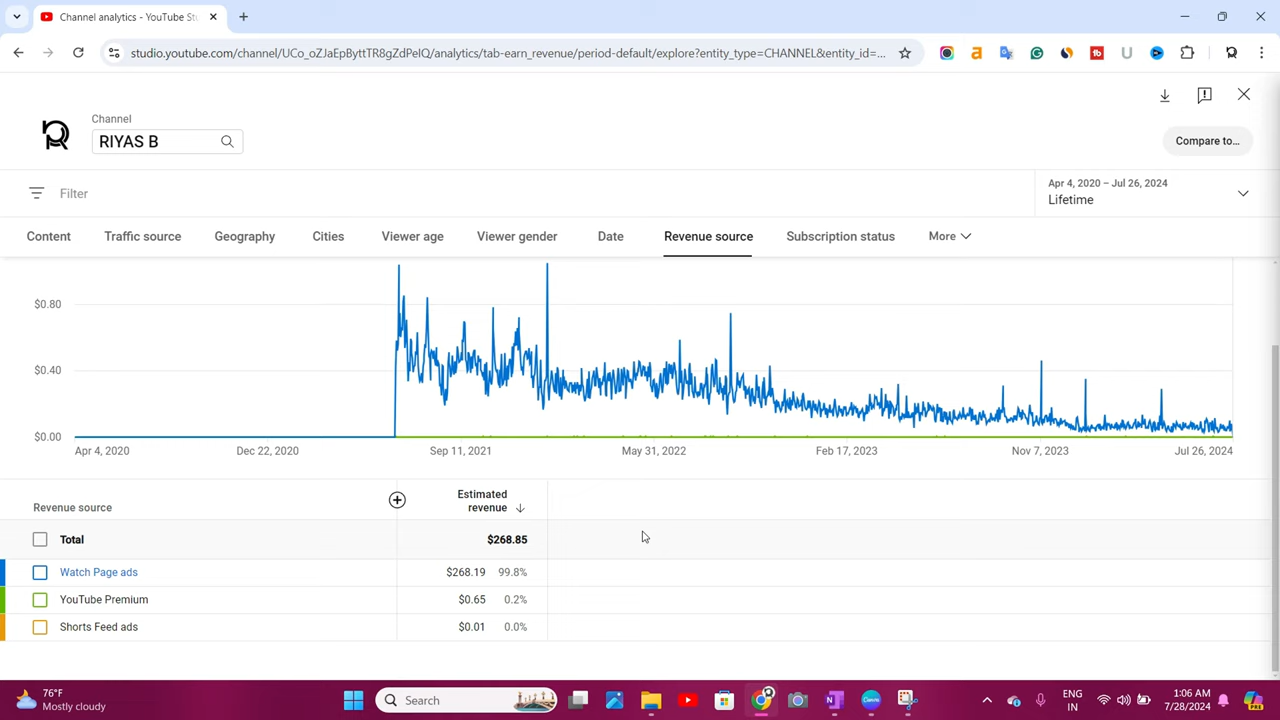 Channel analytics - YouTube St
studio.youtube.com/channel/UCo_oZJaEpByttTR8gZdPelQ/analytics/tab-earn_revenue/period-default/explore?entity_type=CHANNEL&entity_id=...
Channel
RIYAS B
Compare to...
Filter
Apr 4, 2020 – Jul 26, 2024
Lifetime
Content Traffic source Geography Cities Viewer age Viewer gender Date Revenue source Subscription status More
$0.80
$0.40
$0.00
Apr 4, 2020 Dec 22, 2020 Sep 11, 2021 May 31, 2022 Feb 17, 2023 Nov 7, 2023 Jul 26, 2024
Revenue source Estimated
revenue
Total $268.85
Watch Page ads $268.19 99.8%
YouTube Premium $0.65 0.2%
Shorts Feed ads $0.01 0.0%
76°F
Mostly cloudy
Search
ENG
IN
1:06 AM
7/28/2024